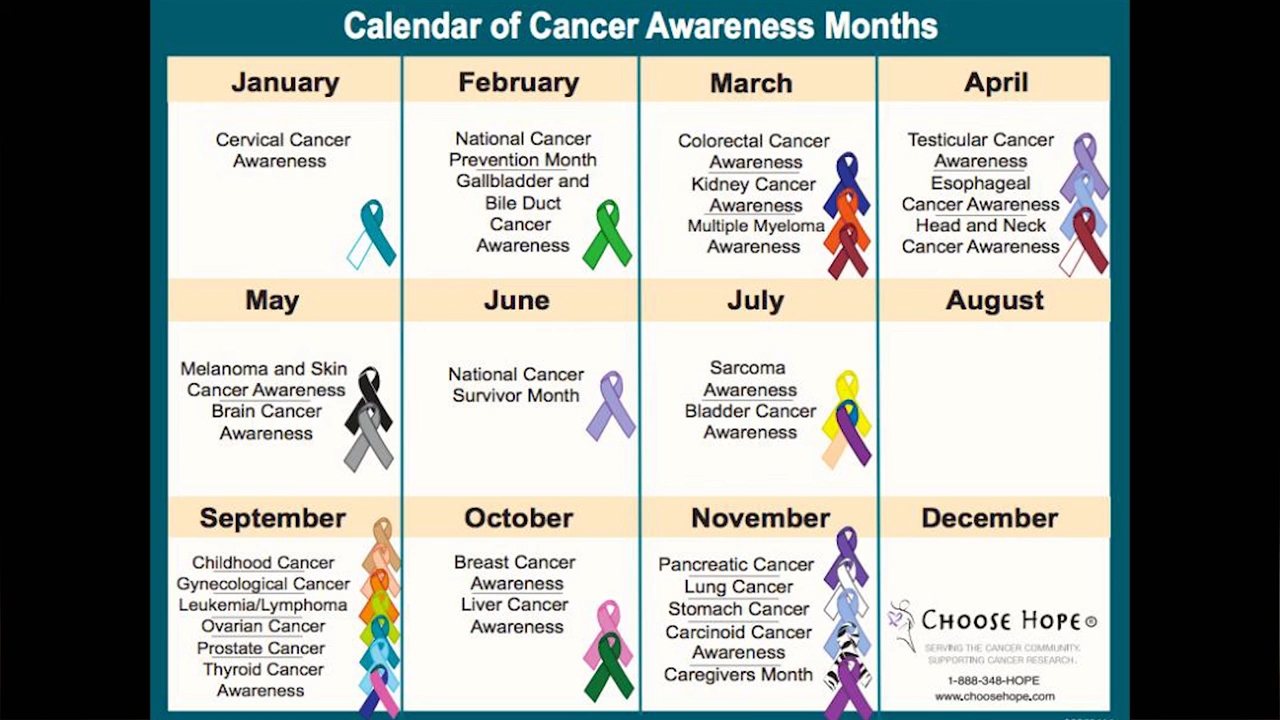 Calendar of Cancer Awareness Months
January
Cervical Cancer
Awareness
February
National Cancer
Prevention Month
Gallbladder and
Bile Duct
Cancer
Awareness
March
Colorectal Cancer
Awareness
Kidney Cancer
Awareness
Multiple Myeloma
Awareness
April
Testicular Cancer
Awareness
Esophageal
Cancer Awareness
Head and Neck
Cancer Awareness
May
Melanoma and Skin
Cancer Awareness
Brain Cancer
Awareness
June
National Cancer
Survivor Month
July
Sarcoma
Awareness
Bladder Cancer
Awareness
August
September
Childhood Cancer
Gynecological Cancer
Leukemia/Lymphoma
Ovarian Cancer
Prostate Cancer
Thyroid Cancer
Awareness
October
Breast Cancer
Awareness
Liver Cancer
Awareness
November
Pancreatic Cancer
Lung Cancer
Stomach Cancer
Carcinoid Cancer
Awareness
Caregivers Month
December
CHOOSE HOPE®
SERVING THE CANCER COMMUNITY.
SUPPORTING CANCER RESEARCH.
1-888-348-HOPE
www.choosehope.com